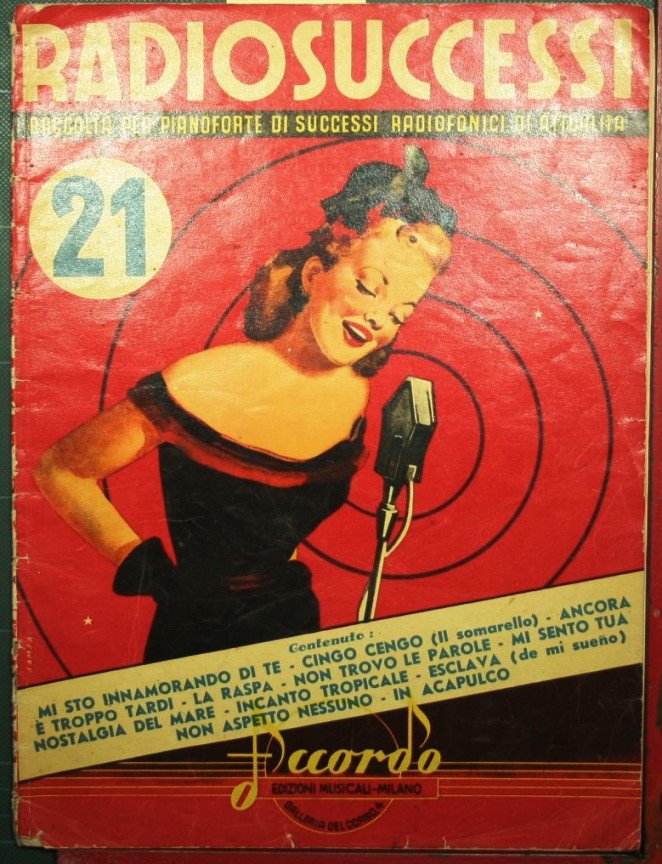 RADIOSUCCESSI
RACCOLTA PER PIANOFORTE DI SUCCESSI RADIOFONICI DI ATTUALITA'
21
Contenuto :
MI STO INNAMORANDO DI TE - CINGO CENGO (Il somarello) - ANCORA
È TROPPO TARDI - LA RASPA - NON TROVO LE PAROLE - MI SENTO TUA
NOSTALGIA DEL MARE - INCANTO TROPICALE - ESCLAVA (de mi sueño)
NON ASPETTO NESSUNO - IN ACAPULCO
Accordo
EDIZIONI MUSICALI-MILANO
GALLERIA DEL CORSO 4